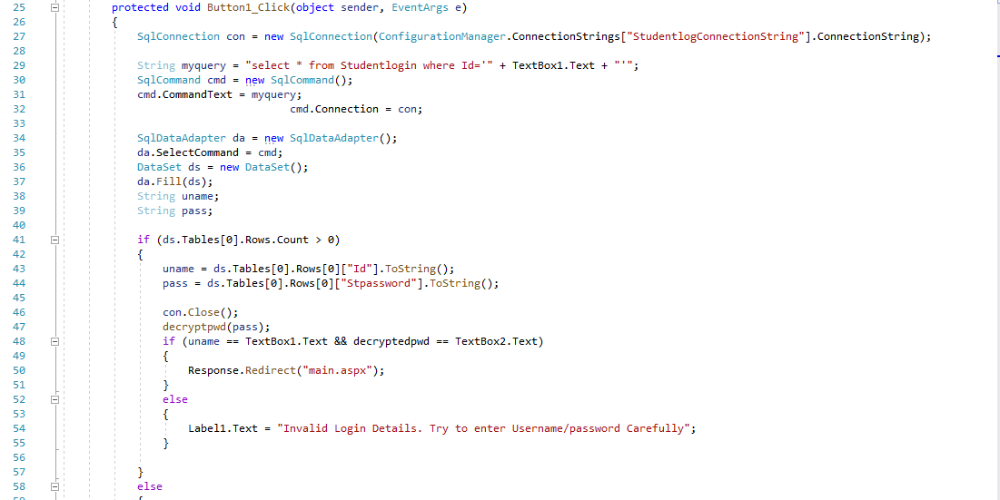 25 protected void Button1_Click(object sender, EventArgs e)
26 {
27 SqlConnection con = new SqlConnection(ConfigurationManager.ConnectionStrings["StudentlogConnectionString"].ConnectionString);
28
29 String myquery = "select * from Studentlogin where Id='" + TextBox1.Text + "'";
30 SqlCommand cmd = new SqlCommand();
31 cmd.CommandText = myquery;
32 cmd.Connection = con;
33
34 SqlDataAdapter da = new SqlDataAdapter();
35 da.SelectCommand = cmd;
36 DataSet ds = new DataSet();
37 da.Fill(ds);
38 String uname;
39 String pass;
40
41 if (ds.Tables[0].Rows.Count > 0)
42 {
43 uname = ds.Tables[0].Rows[0]["Id"].ToString();
44 pass = ds.Tables[0].Rows[0]["Stpassword"].ToString();
45
46 con.Close();
47 decryptpwd(pass);
48 if (uname == TextBox1.Text && decryptedpwd == TextBox2.Text)
49 {
50 Response.Redirect("main.aspx");
51 }
52 else
53 {
54 Label1.Text = "Invalid Login Details. Try to enter Username/password Carefully";
55 }
56
57 }
58 else